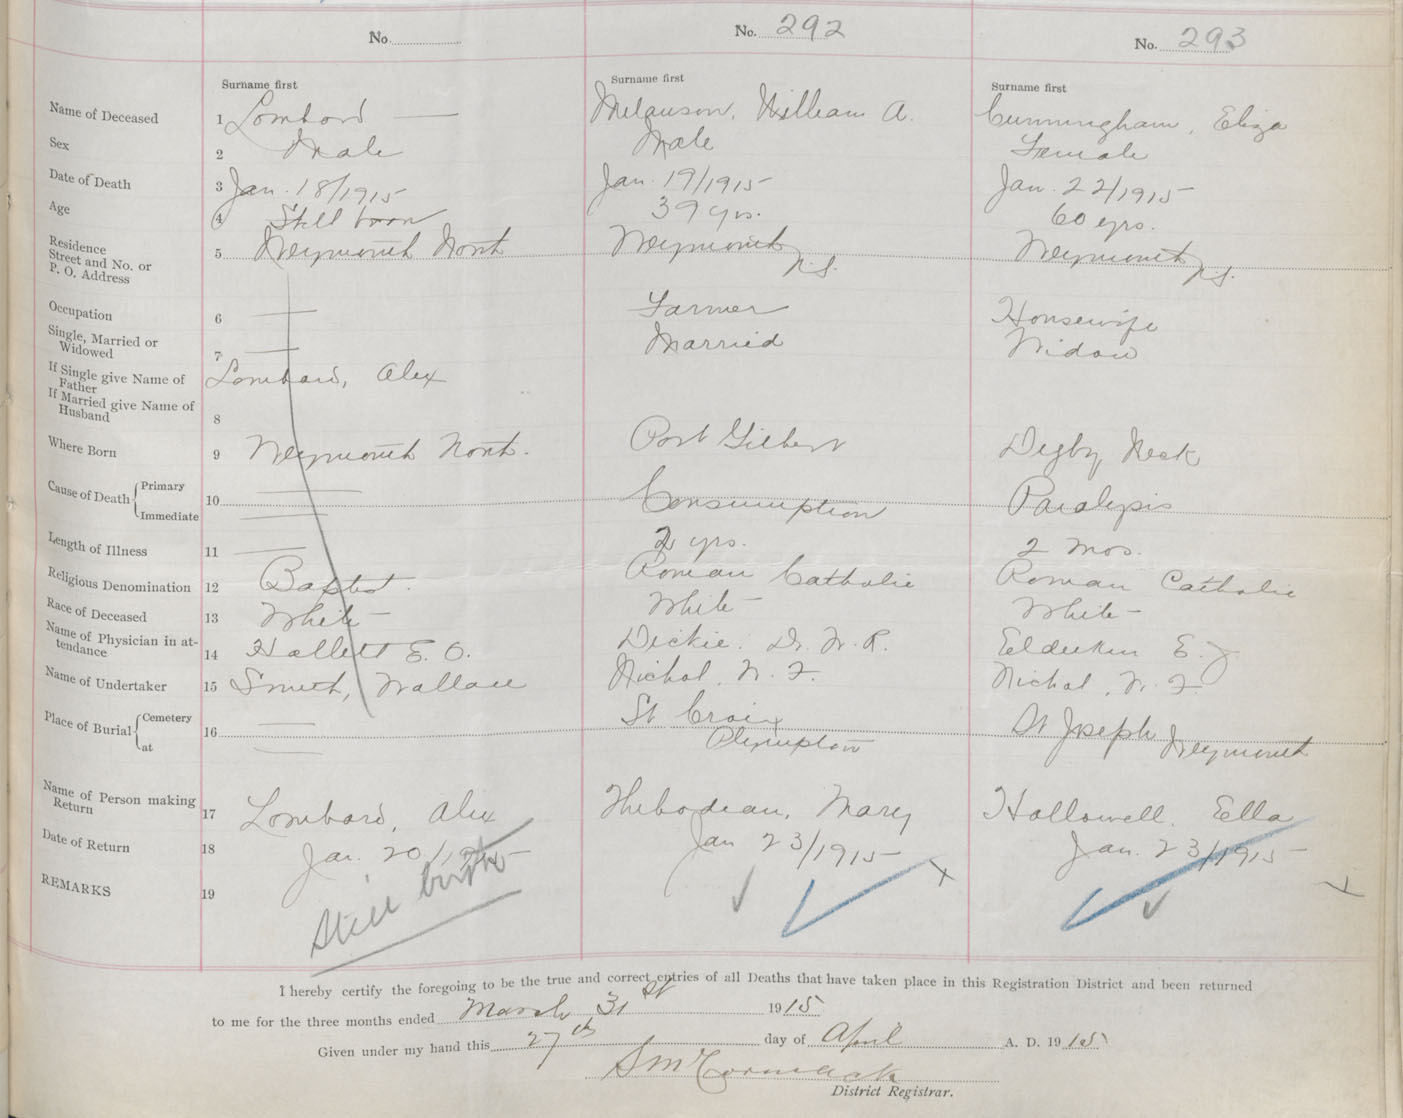 No.
No. 292
No. 293
Surname first
Surname first
Surname first
Name of Deceased 1 Lombard — Melanson, William A. Cunningham, Eliza
Sex 2 Male Male Female
Date of Death 3 Jan. 18/1915 Jan. 19/1915 Jan. 22/1915
Age 4 Still born 39 yrs. 60 yrs.
Residence
Street and No. or
P. O. Address 5 Weymouth North Weymouth N.S. Weymouth N.S.
Occupation 6 — Farmer Housewife
Single, Married or
Widowed 7 — Married Widow
If Single give Name of
Father Lombard, Alex
If Married give Name of
Husband 8
Where Born 9 Weymouth North. Port Gilbert Digby Neck
Cause of Death { Primary
Immediate 10 — — Consumption Paralysis
Length of Illness 11 — 2 yrs. 2 mos.
Religious Denomination 12 Baptist. Roman Catholic Roman Catholic
Race of Deceased 13 White White White
Name of Physician in at-
tendance 14 Hallett E. O. Dickie. Dr. W. R. Elderkin E. J.
Name of Undertaker 15 Smith, Wallace Nichol, W. F. Nichol, W. F.
Place of Burial { Cemetery
at 16 — — St Croix Plympton St Joseph Weymouth
Name of Person making
Return 17 Lombard, Alex Thibodeau, Mary Hallowell, Ella
Date of Return 18 Jan. 20/1915 Jan 23/1915 Jan. 23/1915
REMARKS 19 Still birth
I hereby certify the foregoing to be the true and correct entries of all Deaths that have taken place in this Registration District and been returned
to me for the three months ended March 31st 1915
Given under my hand this 27th day of April A. D. 1915
S McCormack
District Registrar.